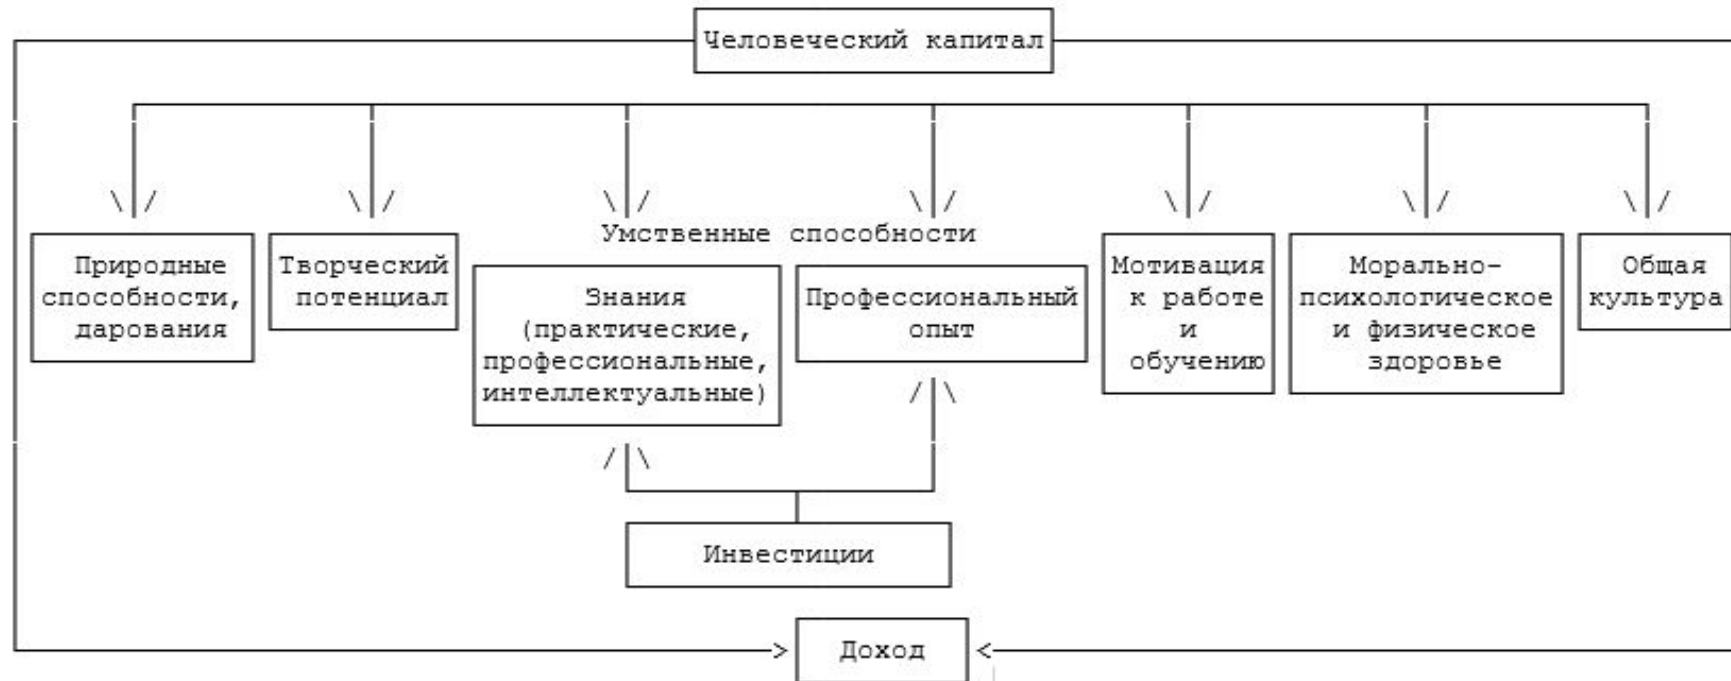 Человеческий капитал
Умственные способности
Природные
способности,
дарования
Творческий
потенциал
Знания
(практические,
профессиональные,
интеллектуальные)
Профессиональный
опыт
Мотивация
к работе
и
обучению
Морально-
психологическое
и физическое
здоровье
Общая
культура
Инвестиции
Доход